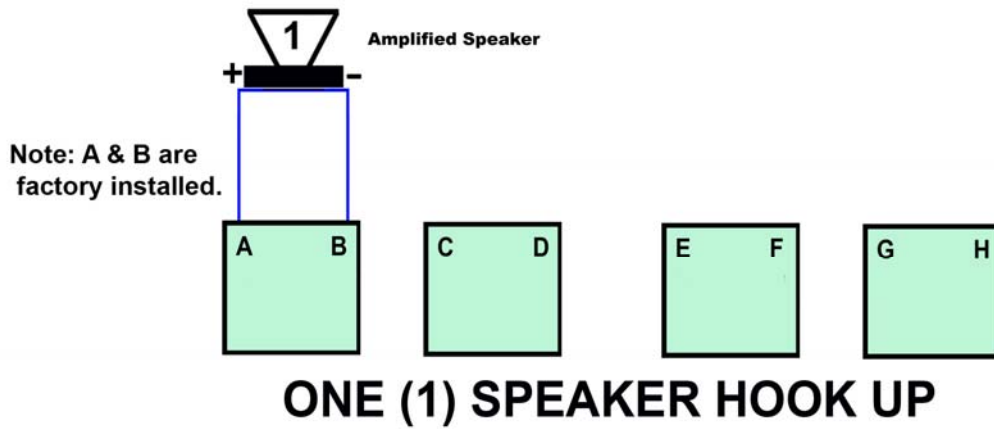 1
Amplified Speaker
+ -
Note: A & B are
factory installed.
A B C D E F G H
ONE (1) SPEAKER HOOK UP